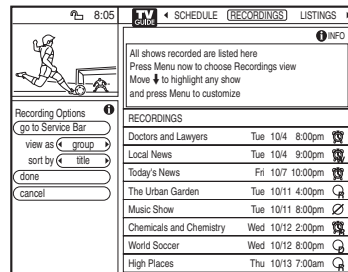 8:05
TV GUIDE SCHEDULE RECORDINGS LISTINGS
INFO
All shows recorded are listed here
Press Menu now to choose Recordings view
Move to highlight any show
and press Menu to customize
Recording Options
go to Service Bar
view as group
sort by title
done
cancel
RECORDINGS
Doctors and Lawyers Tue 10/4 8:00pm
Local News Tue 10/4 9:00pm
Today's News Fri 10/7 10:00pm
The Urban Garden Tue 10/11 4:00pm
Music Show Tue 10/11 8:00pm
Chemicals and Chemistry Wed 10/12 2:00pm
World Soccer Wed 10/12 8:00pm
High Places Thu 10/13 7:00am